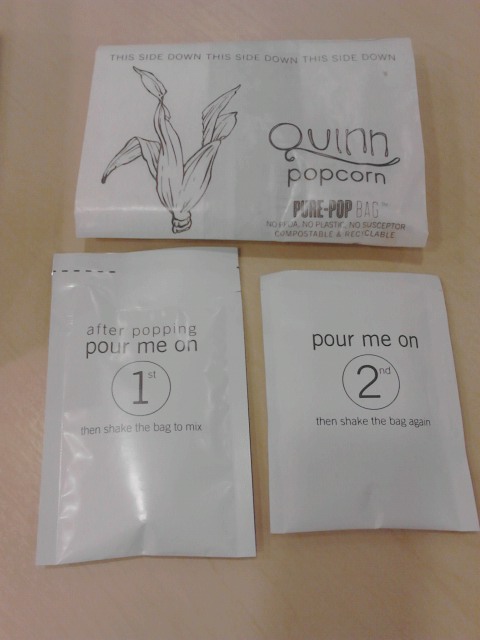 THIS SIDE DOWN THIS SIDE DOWN THIS SIDE DOWN
Quinn
popcorn
PURE-POP BAG™
NO PFOA, NO PLASTIC, NO SUSCEPTOR
COMPOSTABLE & RECYCLABLE
after popping
pour me on
1st
then shake the bag to mix
pour me on
2nd
then shake the bag again